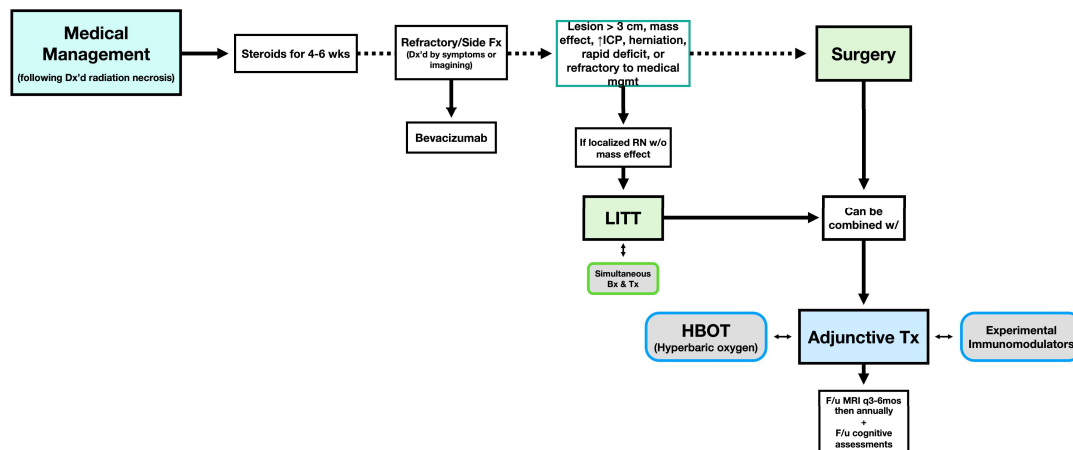 Medical
Management
(following Dx'd radiation necrosis)
Steroids for 4-6 wks
Refractory/Side Fx
(Dx'd by symptoms or
imagining)
Bevacizumab
Lesion > 3 cm, mass
effect, ↑ICP, herniation,
rapid deficit, or
refractory to medical
mgmt
Surgery
If localized RN w/o
mass effect
LITT
Simultaneous
Bx & Tx
Can be
combined w/
HBOT
(Hyperbaric oxygen)
Adjunctive Tx
Experimental
Immunomodulators
F/u MRI q3-6mos
then annually
+
F/u cognitive
assessments